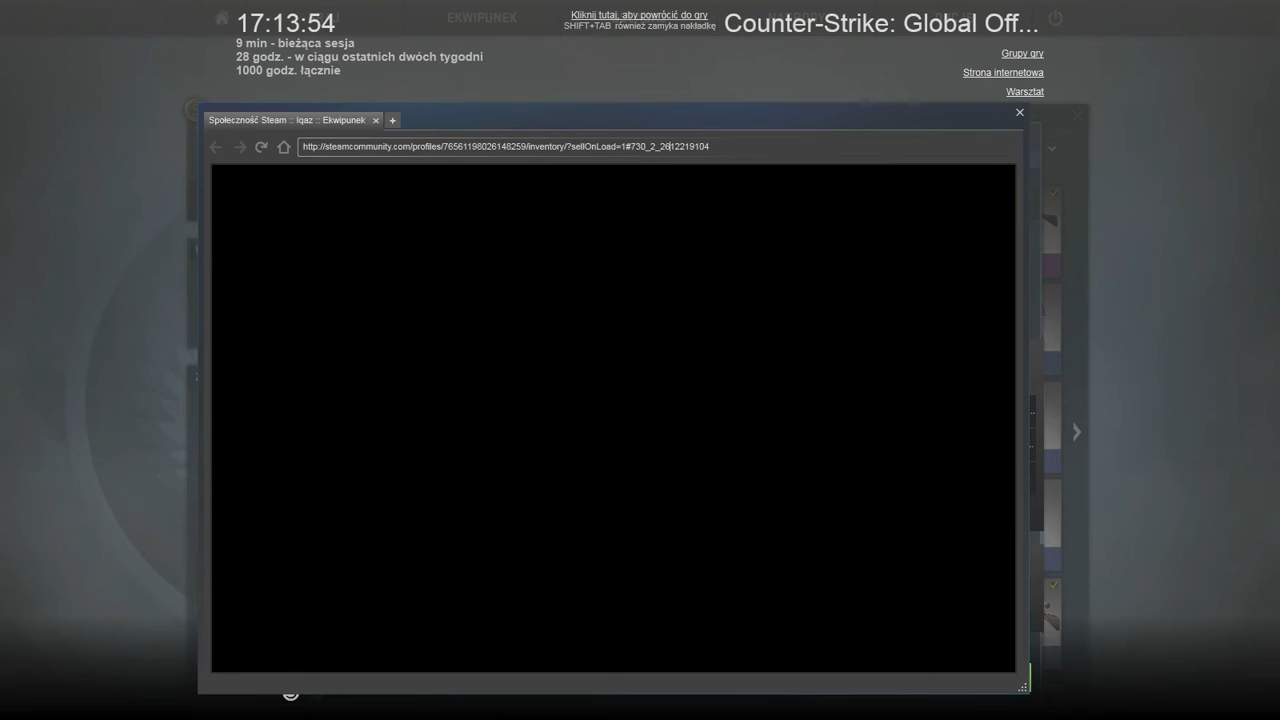 17:13:54
9 min - bieżąca sesja
28 godz. - w ciągu ostatnich dwóch tygodni
1000 godz. łącznie
EKWIPUNEK
Kliknij tutaj, aby powrócić do gry
SHIFT+TAB również zamyka nakładkę
Counter-Strike: Global Off...
Grupy gry
Strona internetowa
Warsztat
Społeczność Steam :: Iqaz :: Ekwipunek
http://steamcommunity.com/profiles/76561198026148259/inventory/?sellOnLoad=1#730_2_2612219104